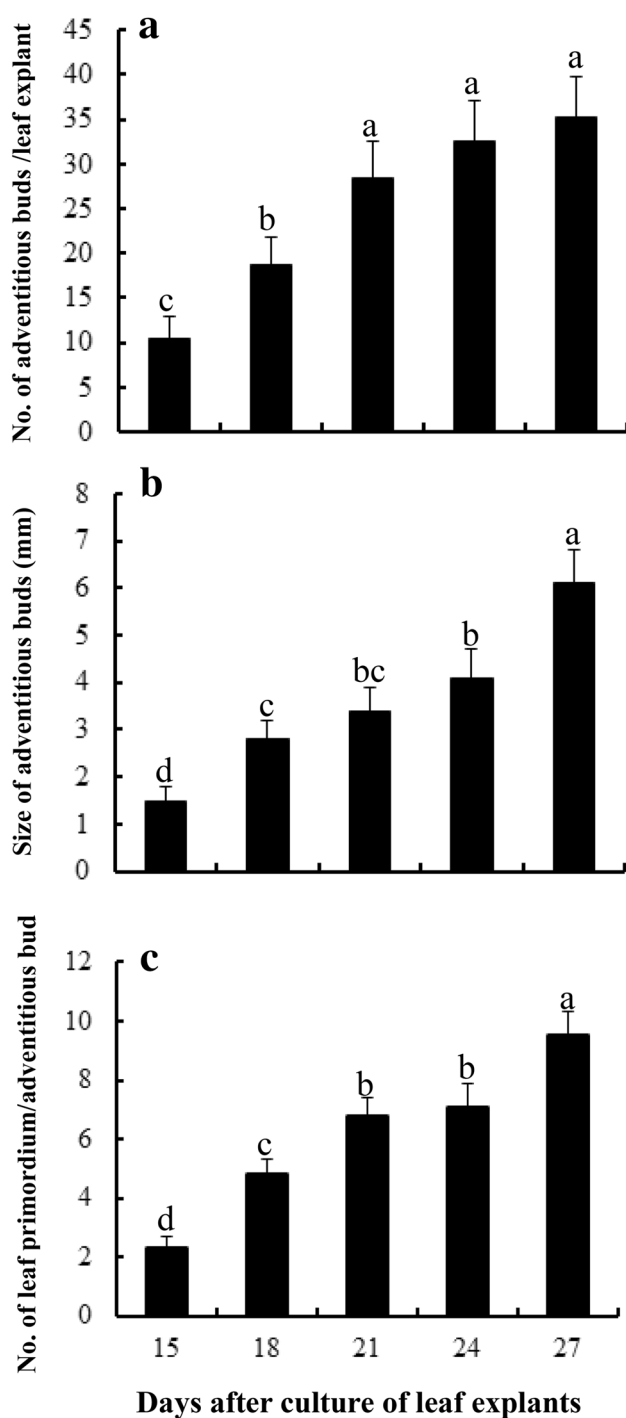 a
No. of adventitious buds /leaf explant
45
40
35
30
25
20
15
10
5
0
c
b
a
a
a
b
Size of adventitious buds (mm)
8
7
6
5
4
3
2
1
0
d
c
bc
b
a
c
No. of leaf primordium/adventitious bud
12
10
8
6
4
2
0
d
c
b
b
a
15 18 21 24 27
Days after culture of leaf explants